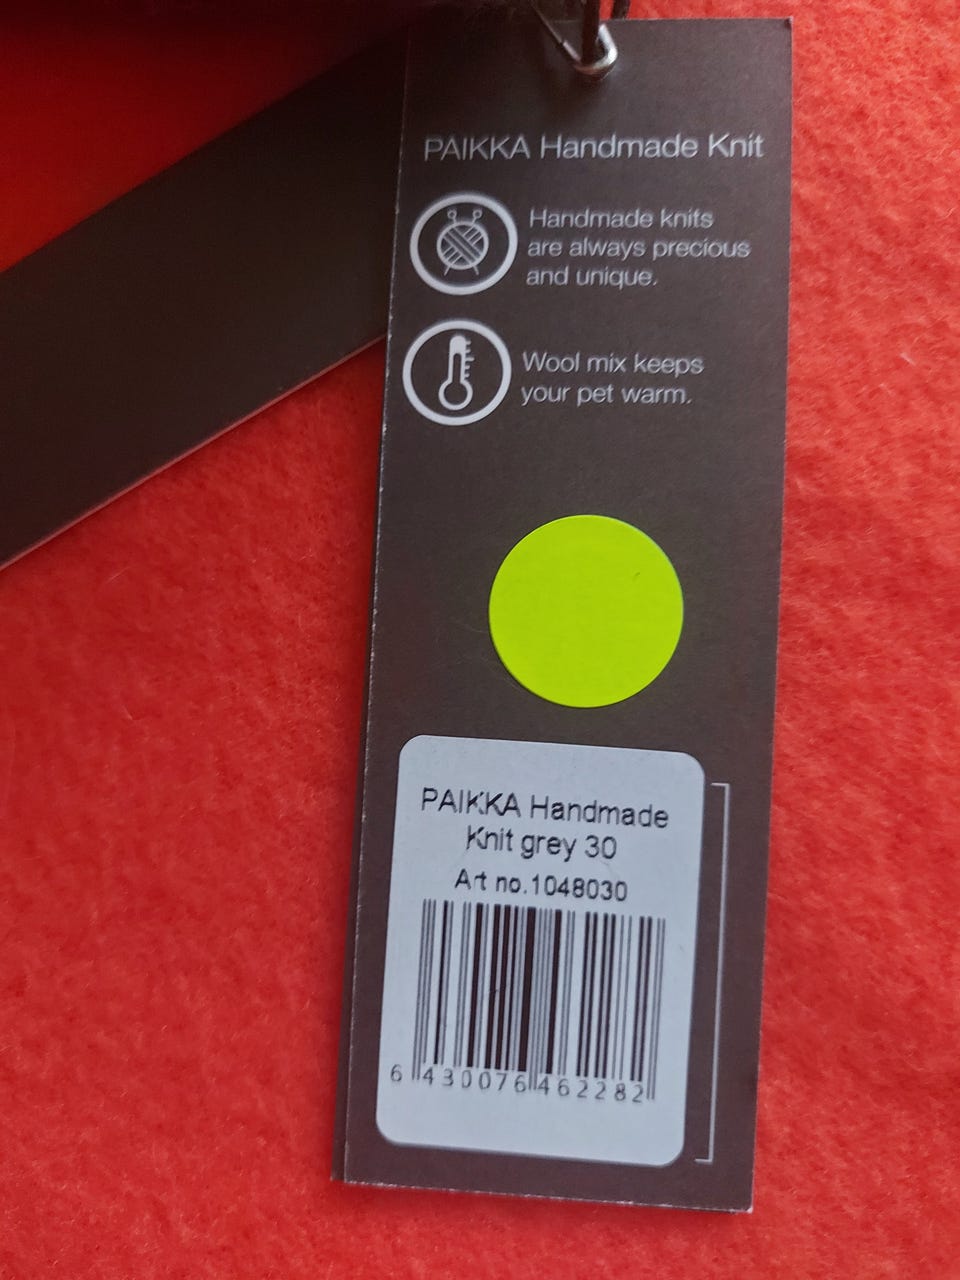 PAIKKA Handmade Knit
Handmade knits
are always precious
and unique.
Wool mix keeps
your pet warm.
PAIKKA Handmade
Knit grey 30
Art no.1048030
6 430076 462282